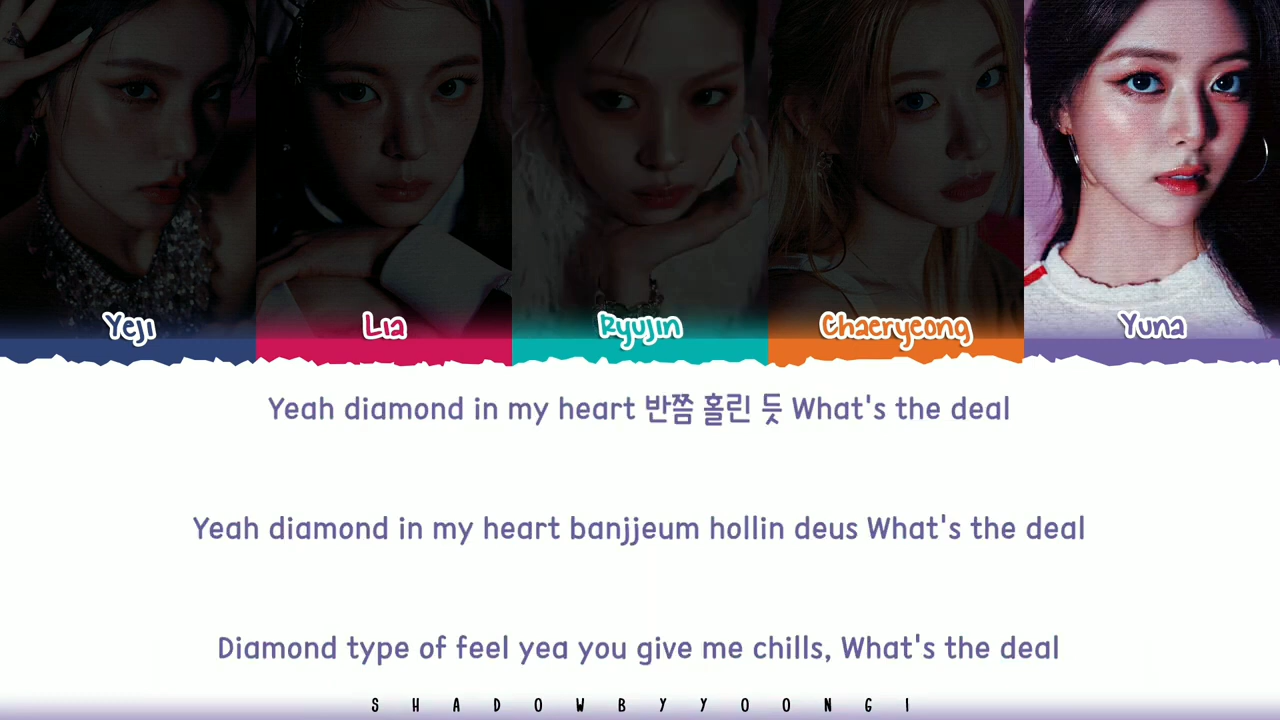 Yeji Lia Ryujin Chaeryeong Yuna
Yeah diamond in my heart 반쯤 홀린 듯 What's the deal
Yeah diamond in my heart banjjeum hollin deus What's the deal
Diamond type of feel yea you give me chills, What's the deal
SHADOWBYYOONGI